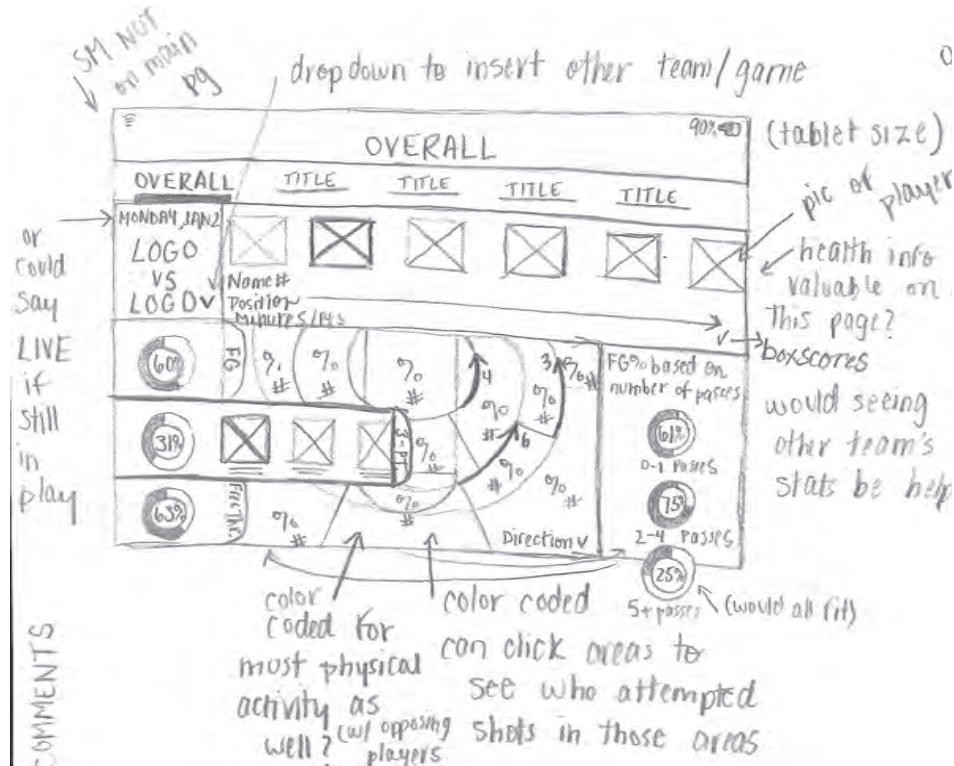 SM NOT
on main
pg
dropdown to insert other team/game
90%
(tablet size)
OVERALL
OVERALL TITLE TITLE TITLE TITLE
pic of player
MONDAY, JAN 2
LOGO
VS
LOGO
Name #
Position
Minutes/Pts
or
could
say
LIVE
if
still
in
play
health info
valuable on
this page?
boxscores
would seeing
other team's
stats be help
60%
FG
31%
3-PT
63%
Free Thr.
% #
% #
% #
4
% #
3
% #
% #
% #
6
% #
% #
% #
% #
% #
Direction
FG% based on
number of passes
61%
0-1 Passes
75%
2-4 Passes
25%
5+ passes
(would all fit)
color
coded for
most physical
activity as
well?
(w/ opposing
players
color coded
can click areas to
see who attempted
shots in those areas
COMMENTS